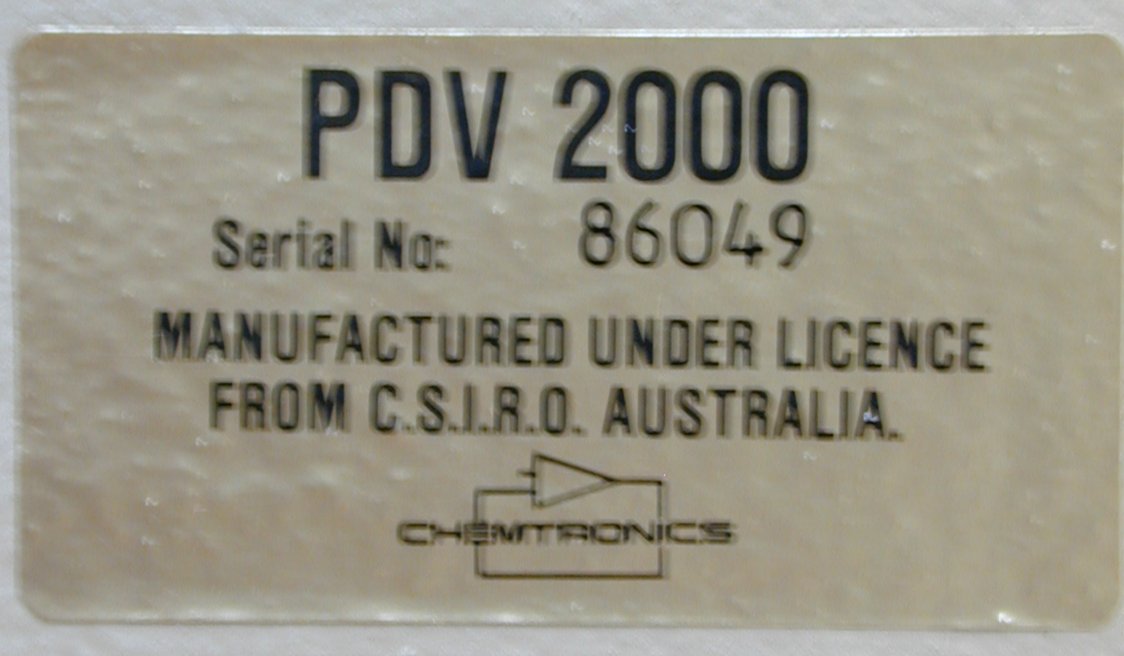 PDV 2000
Serial No: 86049
MANUFACTURED UNDER LICENCE
FROM C.S.I.R.O. AUSTRALIA.
CHEMTRONICS